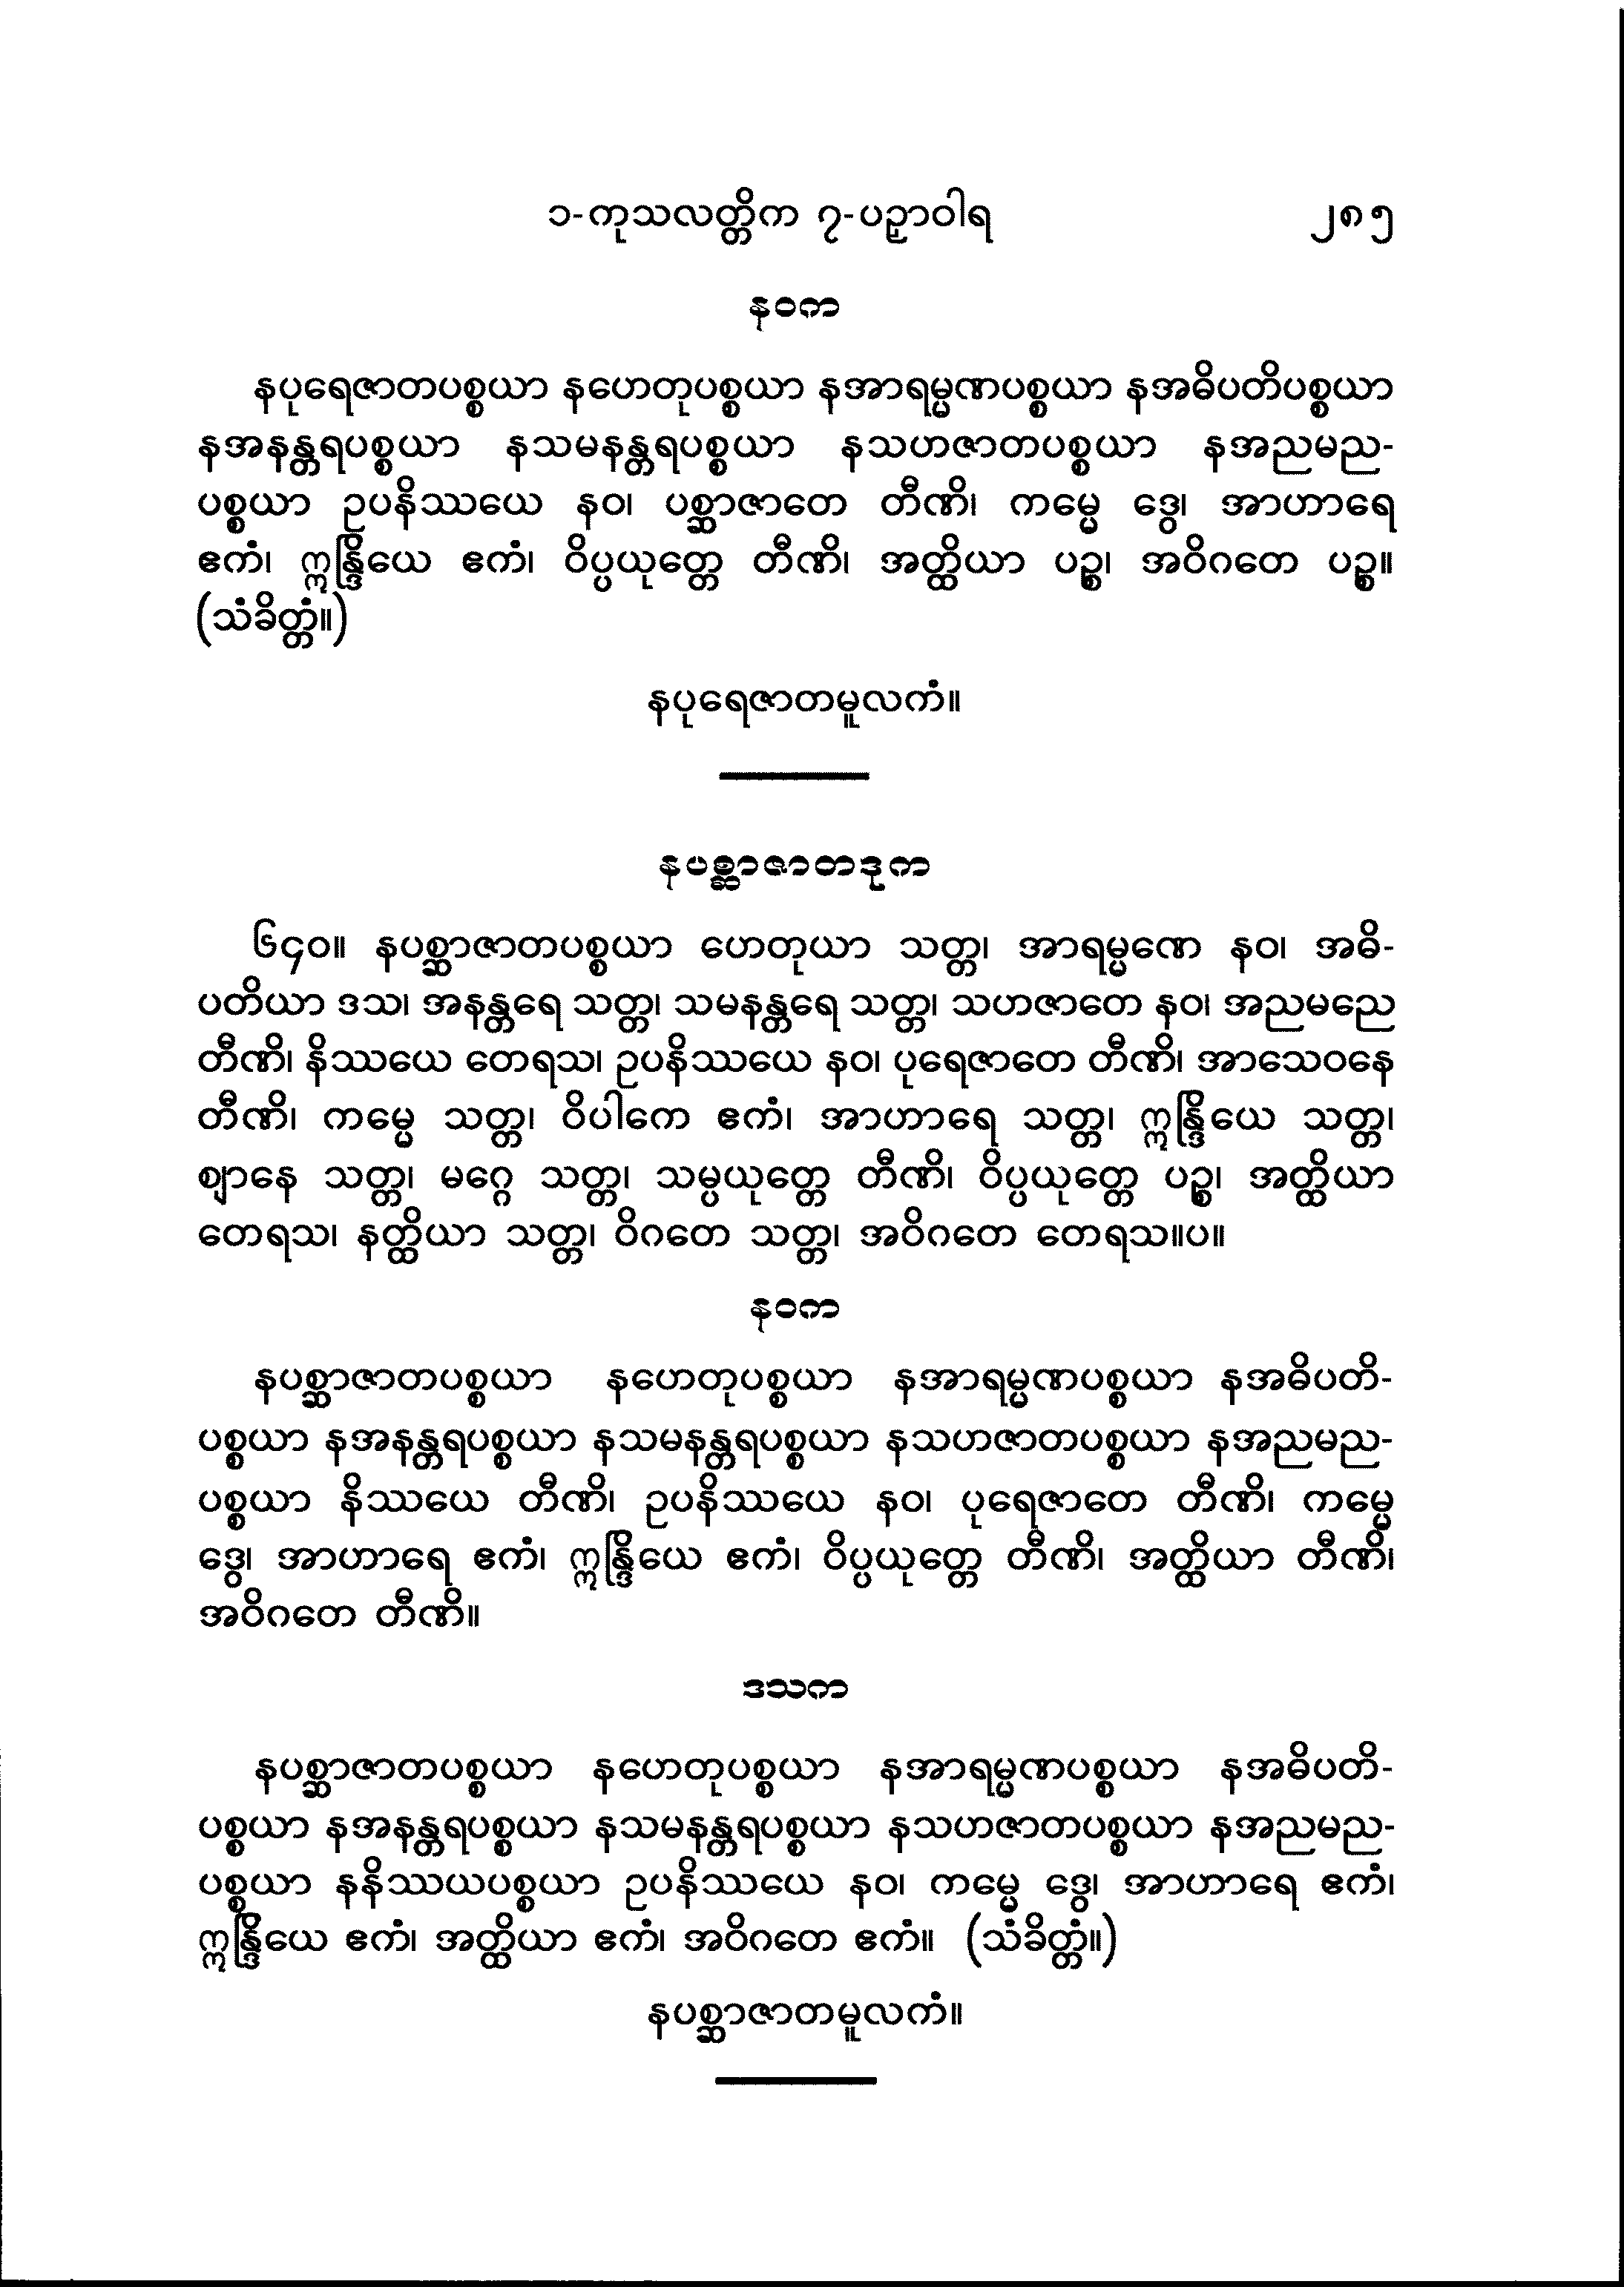 ၁-ကုသလတ္တိက ၇-ပဉှာဝါရ ၂၈၅
နဝက
နပုရေဇာတပစ္စယာ နဟေတုပစ္စယာ နအာရမ္မဏပစ္စယာ နအဓိပတိပစ္စယာ
နအနန္တရပစ္စယာ နသမနန္တရပစ္စယာ နသဟဇာတပစ္စယာ နအညမည-
ပစ္စယာ ဥပနိဿယေ နဝ၊ ပစ္ဆာဇာတေ တီဏိ၊ ကမ္မေ ဒွေ၊ အာဟာရေ
ဧကံ၊ ဣန္ဒြိယေ ဧကံ၊ ဝိပ္ပယုတ္တေ တီဏိ၊ အတ္ထိယာ ပဉ္စ၊ အဝိဂတေ ပဉ္စ။
(သံခိတ္တံ။)
နပုရေဇာတမူလကံ။
နပစ္ဆာဇာတဒုက
၆၄၀။ နပစ္ဆာဇာတပစ္စယာ ဟေတုယာ သတ္တ၊ အာရမ္မဏေ နဝ၊ အဓိ-
ပတိယာ ဒသ၊ အနန္တရေ သတ္တ၊ သမနန္တရေ သတ္တ၊ သဟဇာတေ နဝ၊ အညမညေ
တီဏိ၊ နိဿယေ တေရသ၊ ဥပနိဿယေ နဝ၊ ပုရေဇာတေ တီဏိ၊ အာသေဝနေ
တီဏိ၊ ကမ္မေ သတ္တ၊ ဝိပါကေ ဧကံ၊ အာဟာရေ သတ္တ၊ ဣန္ဒြိယေ သတ္တ၊
ဈာနေ သတ္တ၊ မဂ္ဂေ သတ္တ၊ သမ္ပယုတ္တေ တီဏိ၊ ဝိပ္ပယုတ္တေ ပဉ္စ၊ အတ္ထိယာ
တေရသ၊ နတ္ထိယာ သတ္တ၊ ဝိဂတေ သတ္တ၊ အဝိဂတေ တေရသ။ပ။
နဝက
နပစ္ဆာဇာတပစ္စယာ နဟေတုပစ္စယာ နအာရမ္မဏပစ္စယာ နအဓိပတိ-
ပစ္စယာ နအနန္တရပစ္စယာ နသမနန္တရပစ္စယာ နသဟဇာတပစ္စယာ နအညမည-
ပစ္စယာ နိဿယေ တီဏိ၊ ဥပနိဿယေ နဝ၊ ပုရေဇာတေ တီဏိ၊ ကမ္မေ
ဒွေ၊ အာဟာရေ ဧကံ၊ ဣန္ဒြိယေ ဧကံ၊ ဝိပ္ပယုတ္တေ တီဏိ၊ အတ္ထိယာ တီဏိ၊
အဝိဂတေ တီဏိ။
ဒသက
နပစ္ဆာဇာတပစ္စယာ နဟေတုပစ္စယာ နအာရမ္မဏပစ္စယာ နအဓိပတိ-
ပစ္စယာ နအနန္တရပစ္စယာ နသမနန္တရပစ္စယာ နသဟဇာတပစ္စယာ နအညမည-
ပစ္စယာ နနိဿယပစ္စယာ ဥပနိဿယေ နဝ၊ ကမ္မေ ဒွေ၊ အာဟာရေ ဧကံ၊
ဣန္ဒြိယေ ဧကံ၊ အတ္ထိယာ ဧကံ၊ အဝိဂတေ ဧကံ။ (သံခိတ္တံ။)
နပစ္ဆာဇာတမူလကံ။